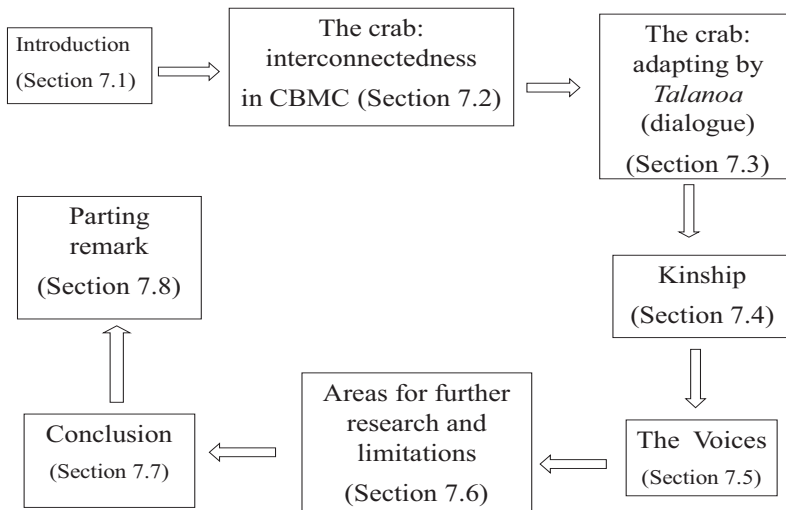 Introduction
(Section 7.1)
The crab:
interconnectedness
in CBMC (Section 7.2)
The crab:
adapting by
Talanoa
(dialogue)
(Section 7.3)
Kinship
(Section 7.4)
The Voices
(Section 7.5)
Areas for further
research and
limitations
(Section 7.6)
Conclusion
(Section 7.7)
Parting
remark
(Section 7.8)